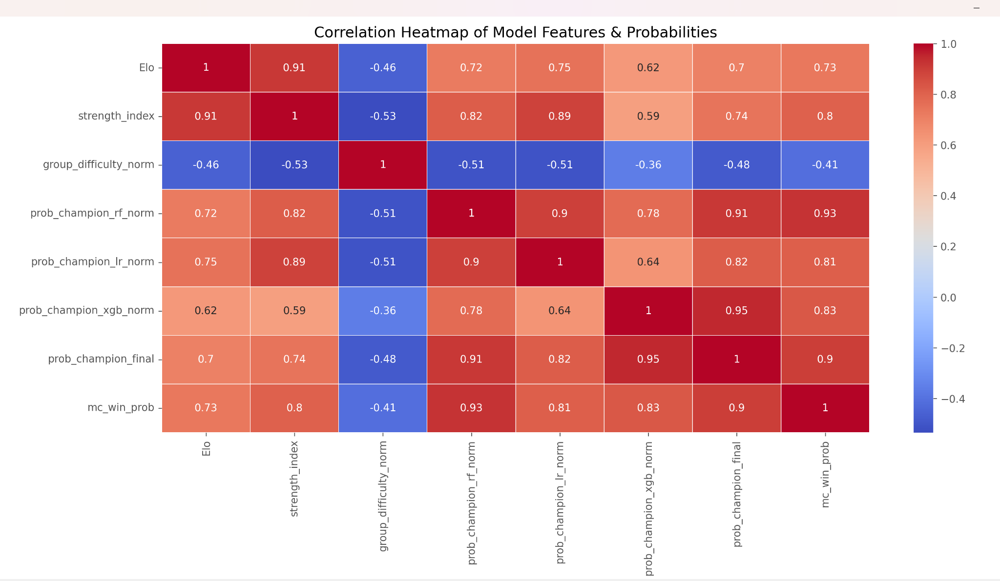 Correlation Heatmap of Model Features & Probabilities
Elo 1 0.91 -0.46 0.72 0.75 0.62 0.7 0.73
strength_index 0.91 1 -0.53 0.82 0.89 0.59 0.74 0.8
group_difficulty_norm -0.46 -0.53 1 -0.51 -0.51 -0.36 -0.48 -0.41
prob_champion_rf_norm 0.72 0.82 -0.51 1 0.9 0.78 0.91 0.93
prob_champion_lr_norm 0.75 0.89 -0.51 0.9 1 0.64 0.82 0.81
prob_champion_xgb_norm 0.62 0.59 -0.36 0.78 0.64 1 0.95 0.83
prob_champion_final 0.7 0.74 -0.48 0.91 0.82 0.95 1 0.9
mc_win_prob 0.73 0.8 -0.41 0.93 0.81 0.83 0.9 1
Elo
strength_index
group_difficulty_norm
prob_champion_rf_norm
prob_champion_lr_norm
prob_champion_xgb_norm
prob_champion_final
mc_win_prob
1.0
0.8
0.6
0.4
0.2
0.0
−0.2
−0.4